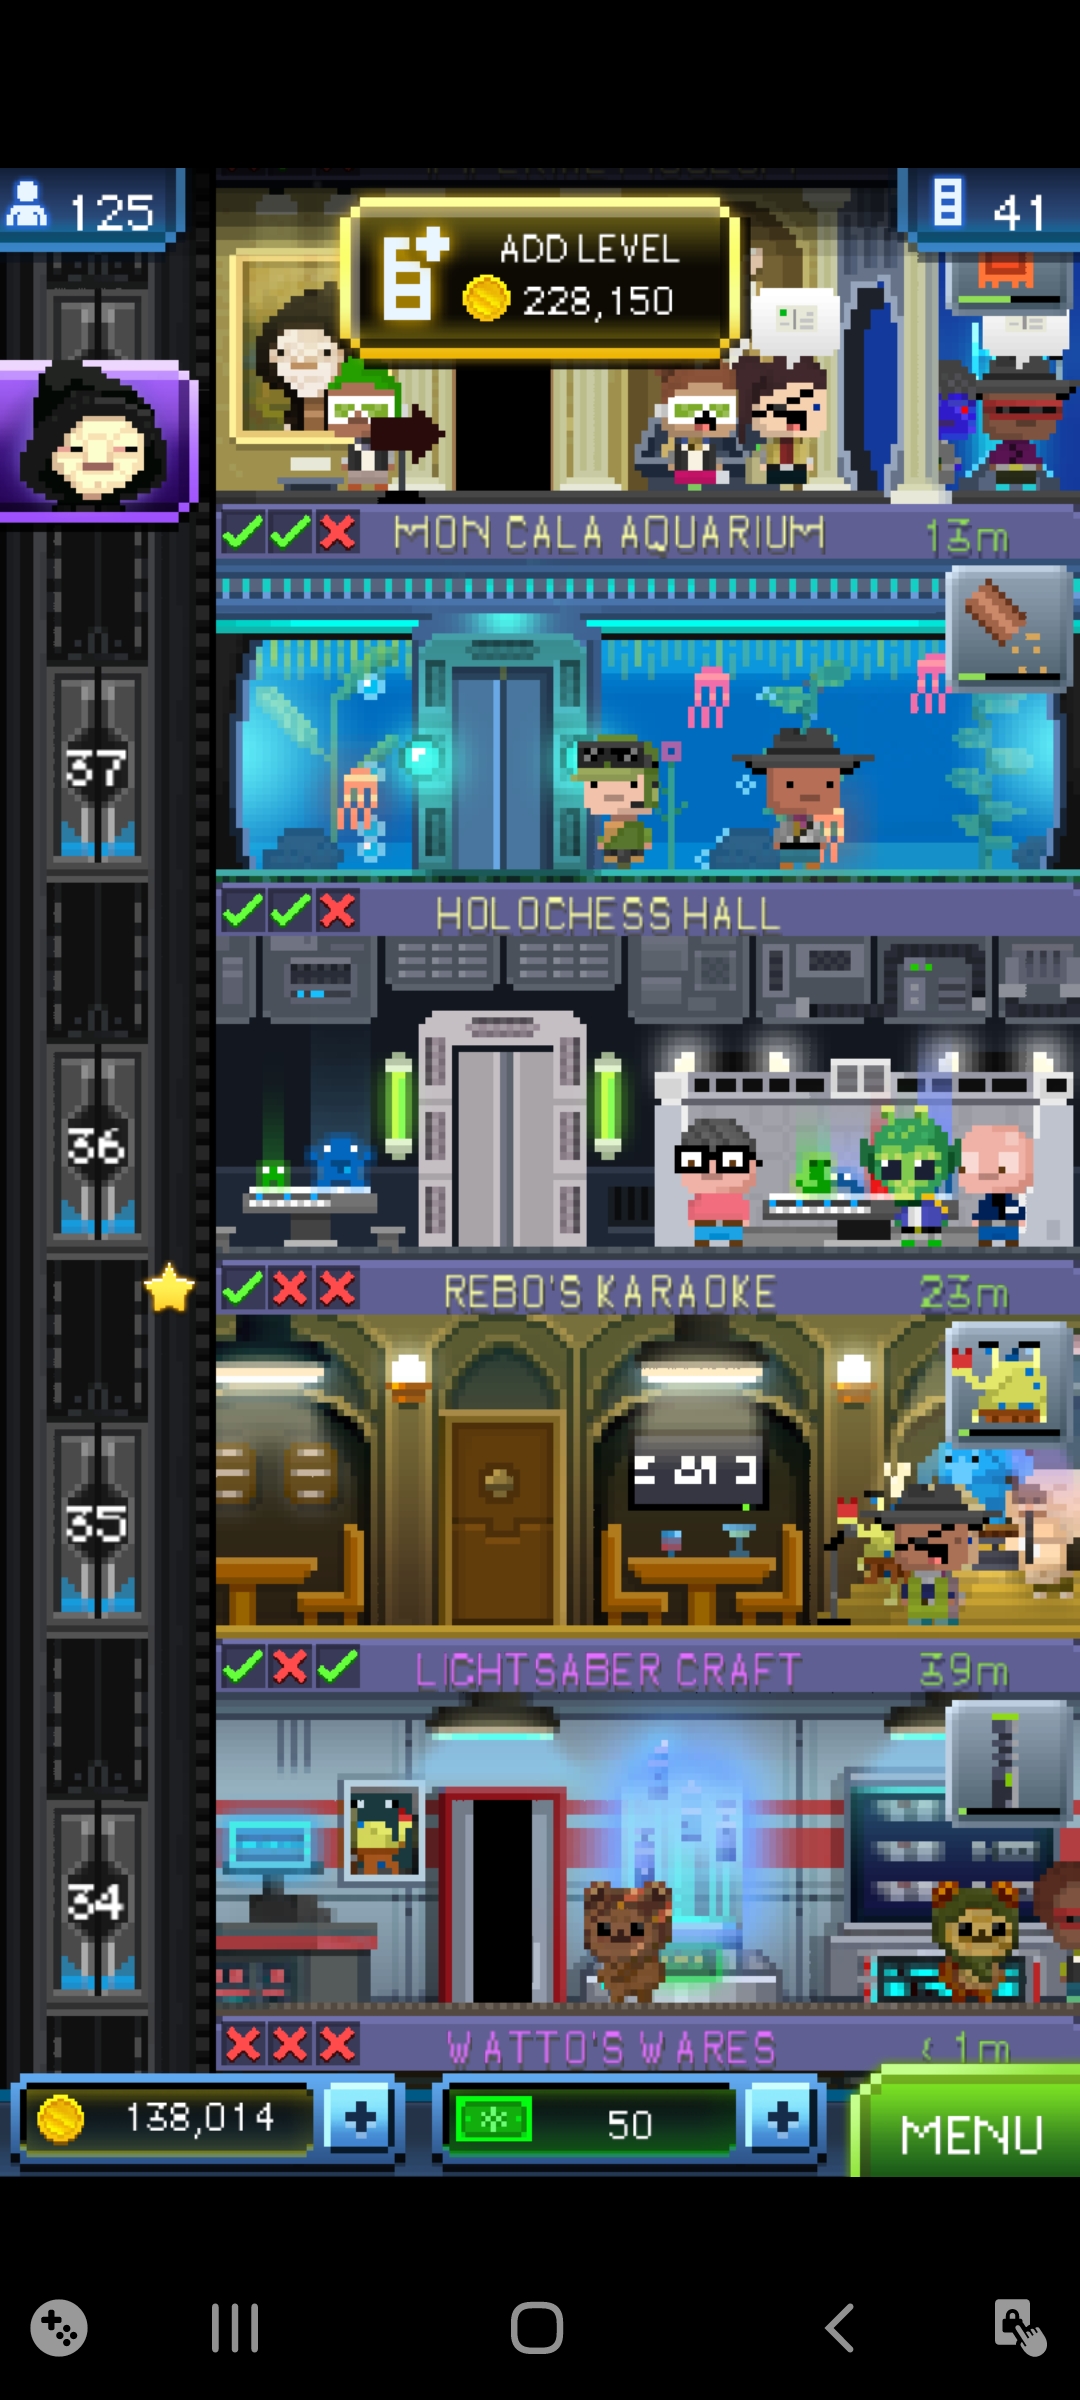 125
ADD LEVEL
228,150
41
MON CALA AQUARIUM 13m
37
HOLOCHESS HALL
36
REBO'S KARAOKE 23m
35
LIGHTSABER CRAFT 39m
34
WATTO'S WARES < 1m
138,014 + 50 + MENU